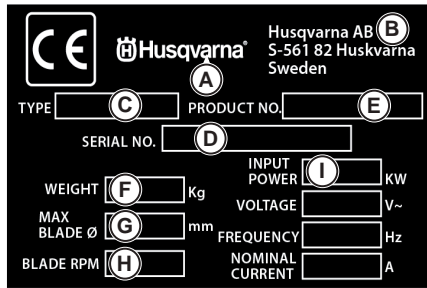 CE
Husqvarna®
A
Husqvarna AB B
S-561 82 Huskvarna
Sweden
TYPE C PRODUCT NO. E
SERIAL NO. D
WEIGHT F Kg
MAX BLADE Ø G mm
BLADE RPM H
INPUT POWER I KW
VOLTAGE V~
FREQUENCY Hz
NOMINAL CURRENT A